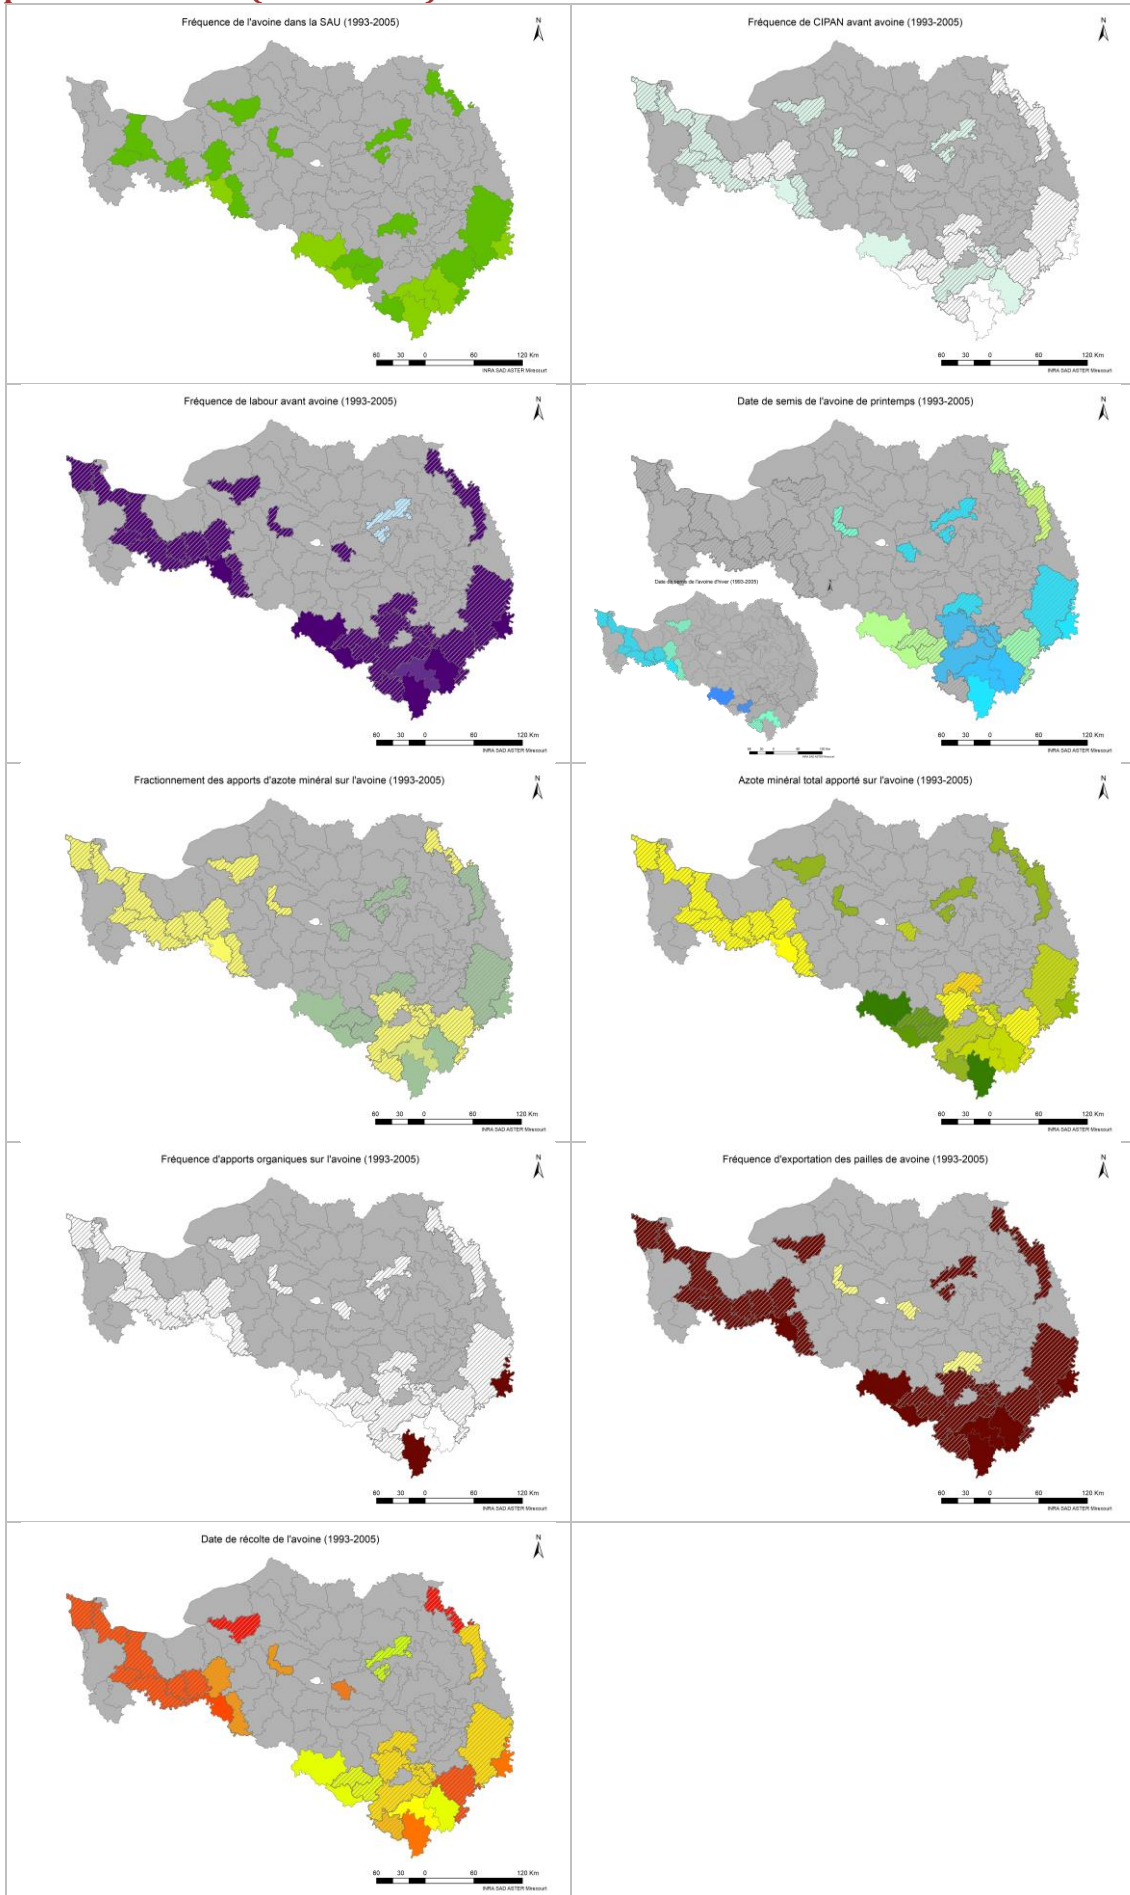 Fréquence de l'avoine dans la SAU (1993-2005)
N
60 30 0 60 120 Km
INRA SAD ASTER Mirecourt
Fréquence de CIPAN avant avoine (1993-2005)
N
60 30 0 60 120 Km
INRA SAD ASTER Mirecourt
Fréquence de labour avant avoine (1993-2005)
N
60 30 0 60 120 Km
INRA SAD ASTER Mirecourt
Date de semis de l'avoine de printemps (1993-2005)
N
Date de semis de l'avoine d'hiver (1993-2005)
60 30 0 60 120 Km
INRA SAD ASTER Mirecourt
Fractionnement des apports d'azote minéral sur l'avoine (1993-2005)
N
60 30 0 60 120 Km
INRA SAD ASTER Mirecourt
Azote minéral total apporté sur l'avoine (1993-2005)
N
60 30 0 60 120 Km
INRA SAD ASTER Mirecourt
Fréquence d'apports organiques sur l'avoine (1993-2005)
N
60 30 0 60 120 Km
INRA SAD ASTER Mirecourt
Fréquence d'exportation des pailles de avoine (1993-2005)
N
60 30 0 60 120 Km
INRA SAD ASTER Mirecourt
Date de récolte de l'avoine (1993-2005)
N
60 30 0 60 120 Km
INRA SAD ASTER Mirecourt